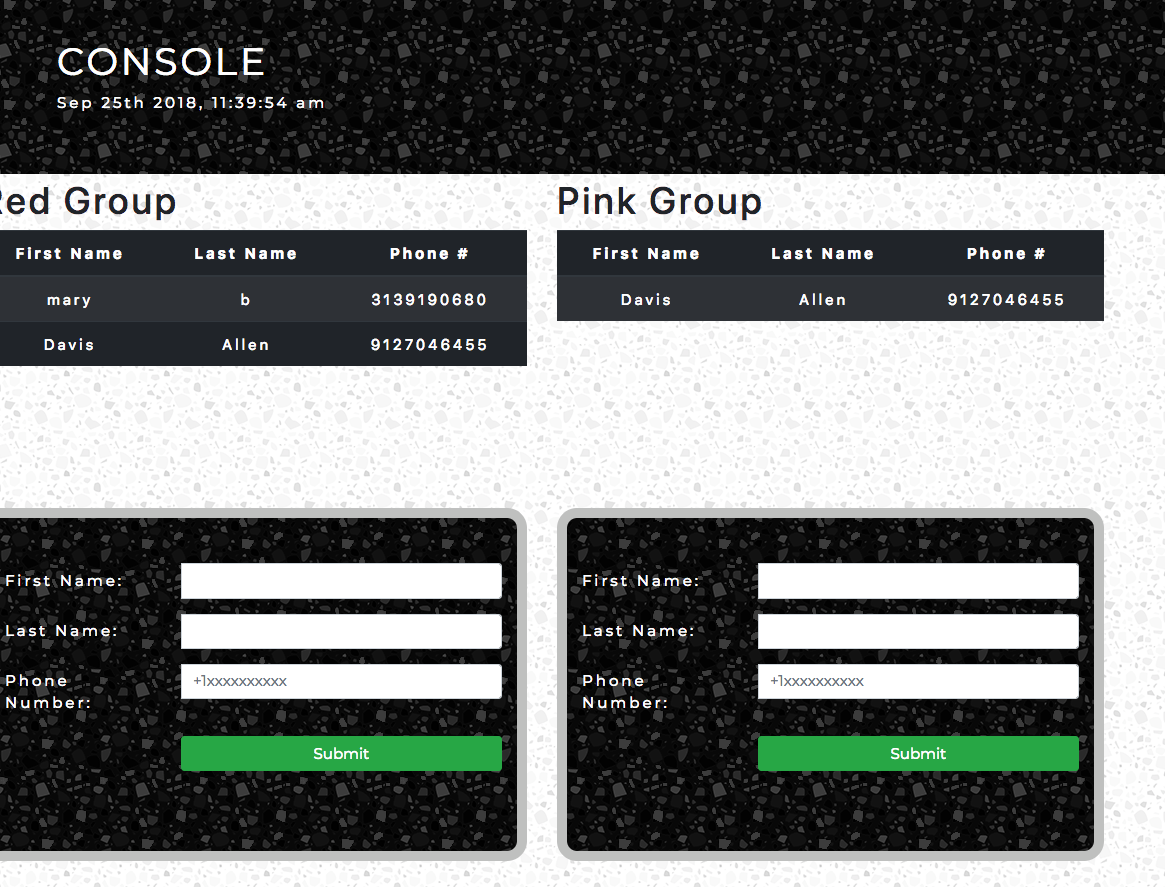 CONSOLE
Sep 25th 2018, 11:39:54 am
Red Group
First Name Last Name Phone #
mary b 3139190680
Davis Allen 9127046455
Pink Group
First Name Last Name Phone #
Davis Allen 9127046455
First Name:
Last Name:
Phone
Number:
+1xxxxxxxxxx
Submit
First Name:
Last Name:
Phone
Number:
+1xxxxxxxxxx
Submit